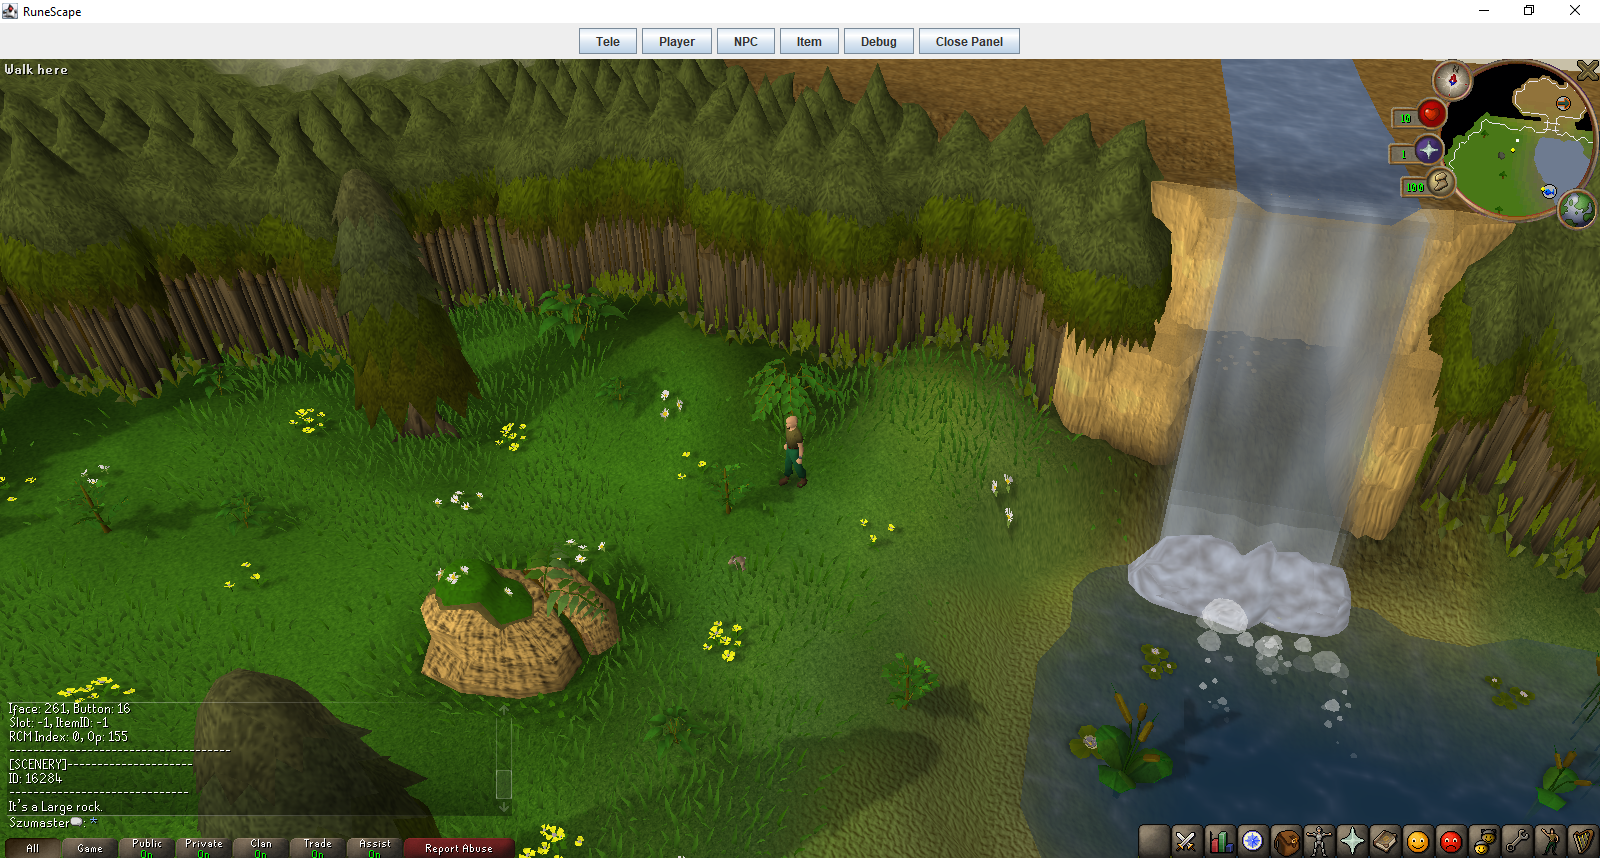 RuneScape
Tele Player NPC Item Debug Close Panel
Walk here
N
10
1
100
Iface: 261, Button: 16
Slot: -1, ItemID: -1
RCM Index: 0, Op: 155
-------------------------------------
[SCENERY]---------------------
ID: 16284
------------------------------
It's a Large rock.
Szumaster: *
All Game Public Private Clan Trade Assist Report Abuse
On On On On On